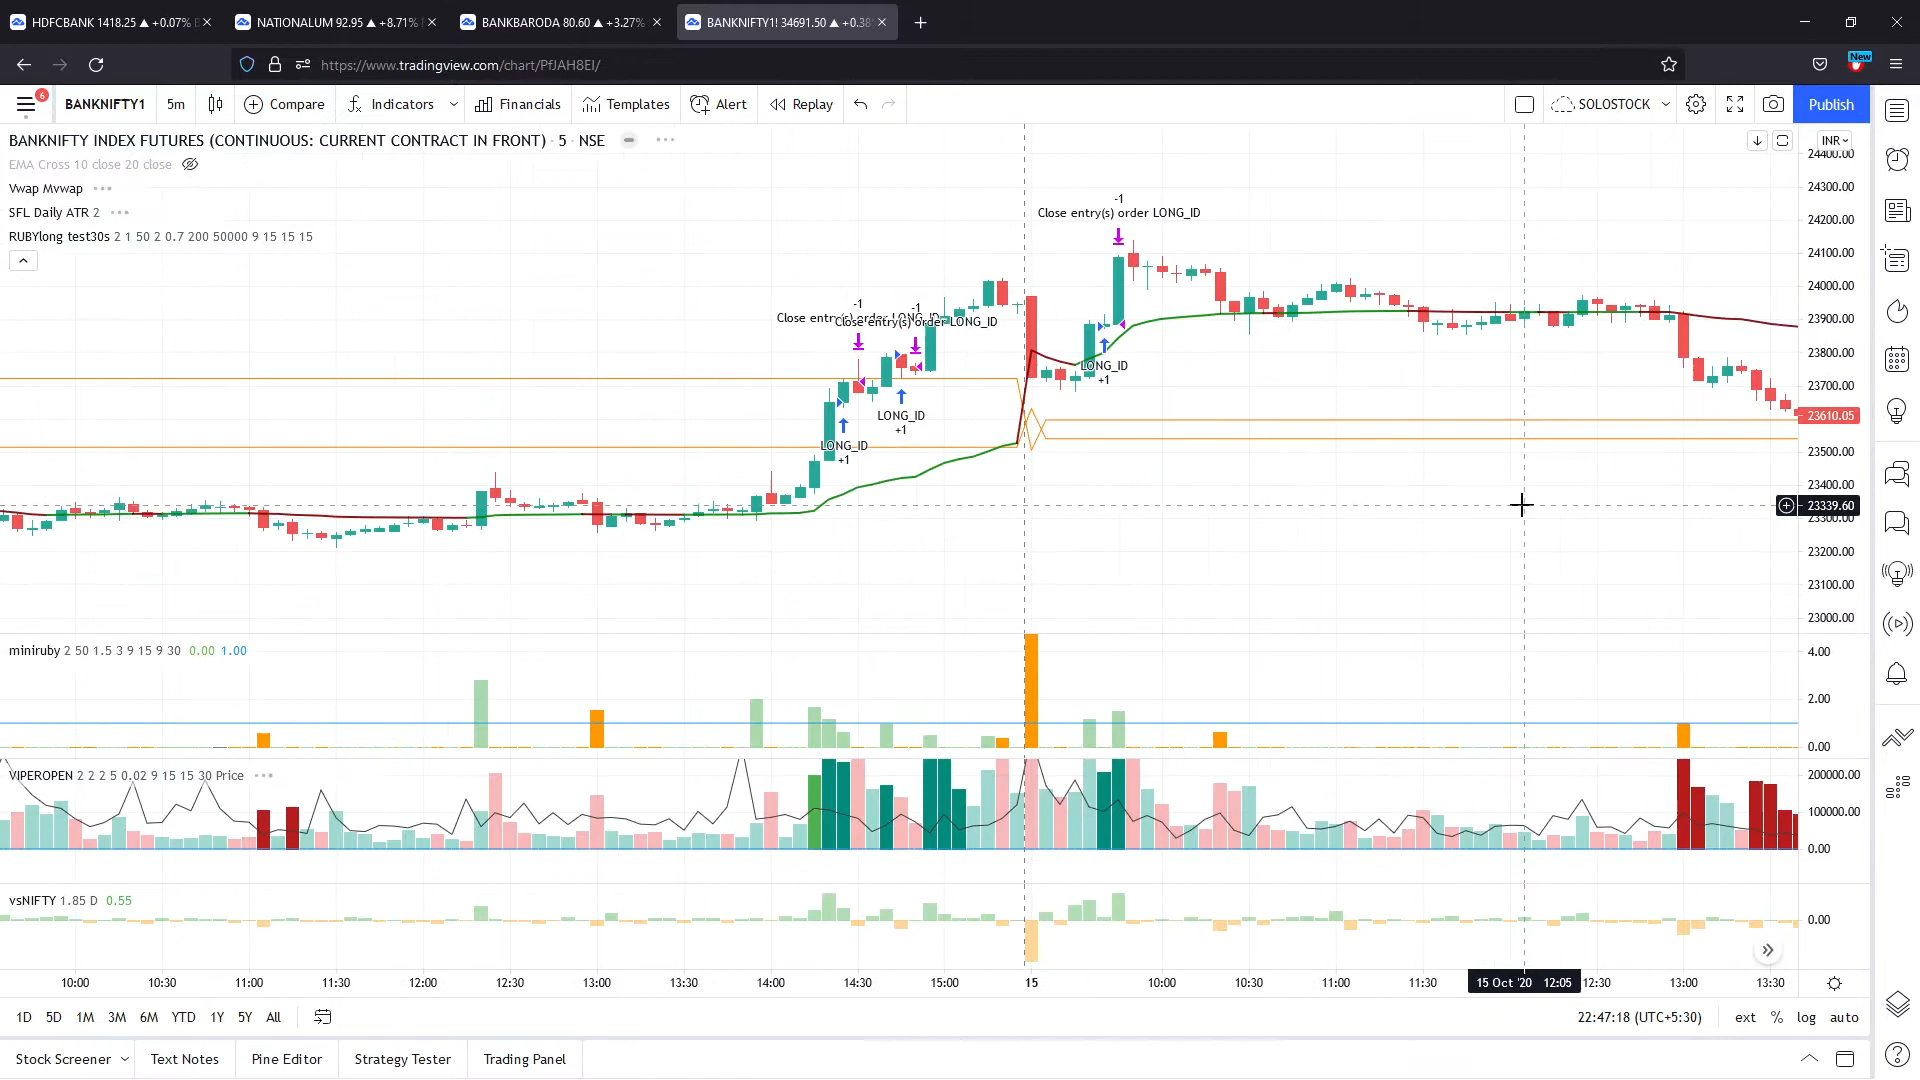 HDFCBANK 1418.25 ▲ +0.07%
NATIONALUM 92.95 ▲ +8.71%
BANKBARODA 80.60 ▲ +3.27%
BANKNIFTY1! 34691.50 ▲ +0.38
https://www.tradingview.com/chart/PfJAH8EI/
New
6
BANKNIFTY1
5m
Compare
Indicators
Financials
Templates
Alert
Replay
SOLOSTOCK
Publish
BANKNIFTY INDEX FUTURES (CONTINUOUS: CURRENT CONTRACT IN FRONT) · 5 · NSE
EMA Cross 10 close 20 close
Vwap Mvwap
SFL Daily ATR 2
RUBYlong test30s 2 1 50 2 0.7 200 50000 9 15 15 15
INR
-1
Close entry(s) order LONG_ID
-1
Close entry(s) order LONG_ID
-1
Close entry(s) order LONG_ID
LONG_ID
+1
LONG_ID
+1
LONG_ID
+1
24400.00
24300.00
24200.00
24100.00
24000.00
23900.00
23800.00
23700.00
23610.05
23500.00
23400.00
23339.60
23300.00
23200.00
23100.00
23000.00
miniruby 2 50 1.5 3 9 15 9 30 0.00 1.00
4.00
2.00
0.00
VIPEROPEN 2 2 2 5 0.02 9 15 15 30 Price
200000.00
100000.00
0.00
vsNIFTY 1.85 D 0.55
0.00
10:00 10:30 11:00 11:30 12:00 12:30 13:00 13:30 14:00 14:30 15:00 15 10:00 10:30 11:00 11:30 15 Oct '20 12:05 12:30 13:00 13:30
1D 5D 1M 3M 6M YTD 1Y 5Y All
22:47:18 (UTC+5:30) ext % log auto
Stock Screener Text Notes Pine Editor Strategy Tester Trading Panel